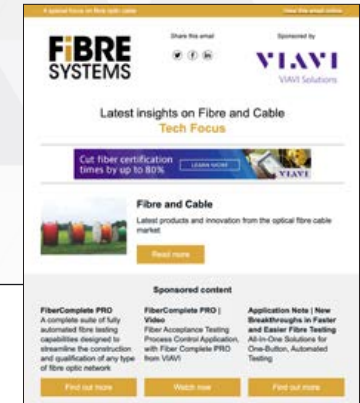 A special focus on fibre optic cable
View this email online
FiBRE
SYSTEMS
Share this email
Sponsored by
VIAVI
VIAVI Solutions
Latest insights on Fibre and Cable
Tech Focus
Cut fiber certification
times by up to 80%
LEARN MORE
VIAVI
Fibre and Cable
Latest products and innovation from the optical fibre cable
market
Read more
Sponsored content
FiberComplete PRO
A complete suite of fully
automated fibre testing
capabilities designed to
streamline the construction
and qualification of any type
of fibre optic network
Find out more
FiberComplete PRO |
Video
Fiber Acceptance Testing
Process Control Application,
with Fiber Complete PRO
from VIAVI
Watch now
Application Note | New
Breakthroughs in Faster
and Easier Fibre Testing
All-In-One Solutions for
One-Button, Automated
Testing
Find out more